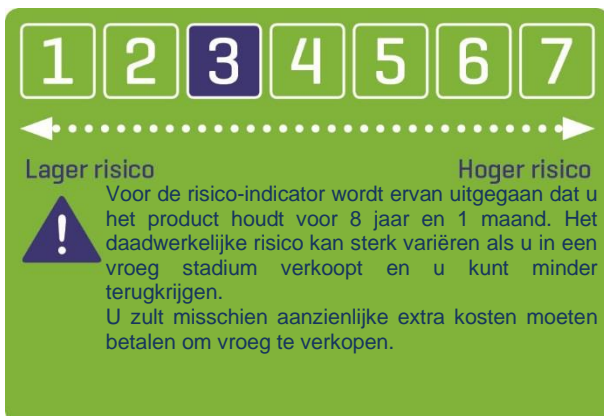 1 2 3 4 5 6 7
Lager risico Hoger risico
Voor de risico-indicator wordt ervan uitgegaan dat u
het product houdt voor 8 jaar en 1 maand. Het
daadwerkelijke risico kan sterk variëren als u in een
vroeg stadium verkoopt en u kunt minder
terugkrijgen.
U zult misschien aanzienlijke extra kosten moeten
betalen om vroeg te verkopen.